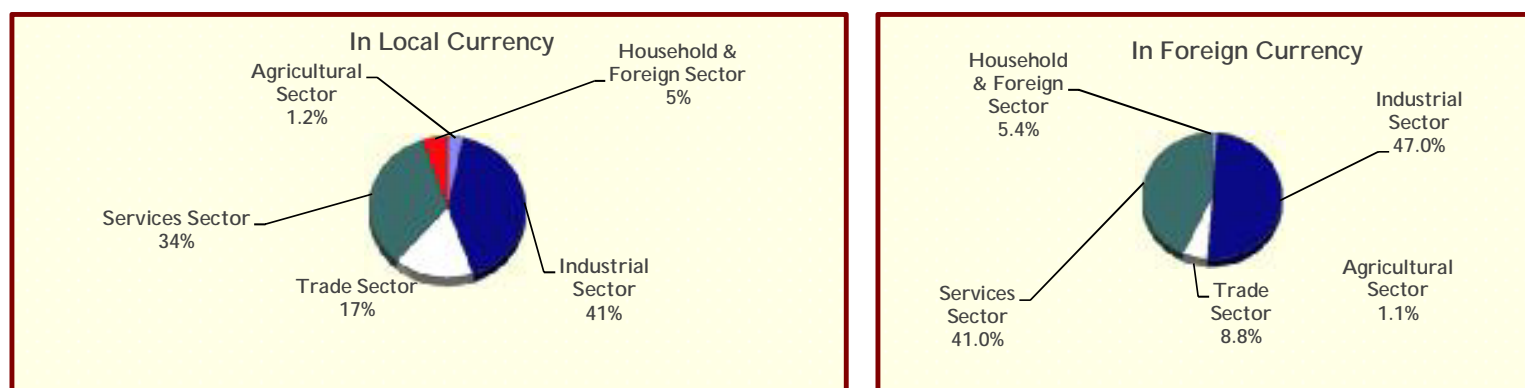 In Local Currency
Agricultural
Sector
1.2%
Household &
Foreign Sector
5%
Services Sector
34%
Trade Sector
17%
Industrial
Sector
41%
In Foreign Currency
Household
& Foreign
Sector
5.4%
Industrial
Sector
47.0%
Services
Sector
41.0%
Trade
Sector
8.8%
Agricultural
Sector
1.1%